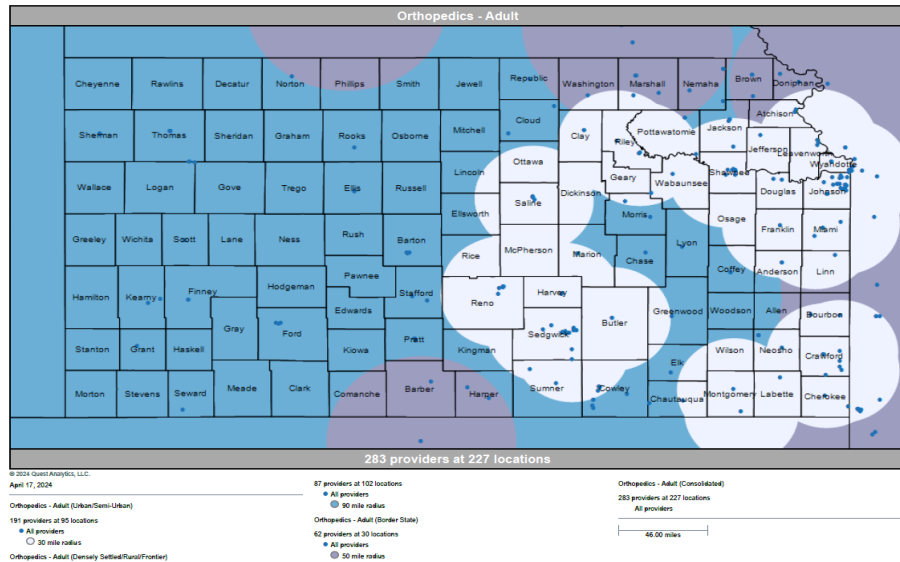 Orthopedics - Adult
Cheyenne Rawlins Decatur Norton Phillips Smith Jewell Republic Washington Marshall Nemaha Brown Doniphan
Sherman Thomas Sheridan Graham Rooks Osborne Mitchell Cloud Clay Riley Pottawatomie Jackson Atchison
Jefferson Leavenworth
Wyandotte
Ottawa
Wallace Logan Gove Trego Ellis Russell Lincoln Saline Dickinson Geary Wabaunsee Shawnee Douglas Johnson
Greeley Wichita Scott Lane Ness Rush Barton Ellsworth Rice McPherson Marion Morris Chase Lyon Osage Franklin Miami
Coffey Anderson Linn
Hamilton Kearny Finney Hodgeman Pawnee Stafford Reno Harvey
Gray Ford Edwards Sedgwick Butler Greenwood Woodson Allen Bourbon
Stanton Grant Haskell Kiowa Pratt Kingman Elk Wilson Neosho Crawford
Morton Stevens Seward Meade Clark Comanche Barber Harper Sumner Cowley Chautauqua Montgomery Labette Cherokee
283 providers at 227 locations
© 2024 Quest Analytics, LLC.
April 17, 2024
Orthopedics - Adult (Urban/Semi-Urban)
191 providers at 95 locations
All providers
30 mile radius
Orthopedics - Adult (Densely Settled/Rural/Frontier)
87 providers at 102 locations
All providers
90 mile radius
Orthopedics - Adult (Border State)
62 providers at 30 locations
All providers
50 mile radius
Orthopedics - Adult (Consolidated)
283 providers at 227 locations
All providers
46.00 miles